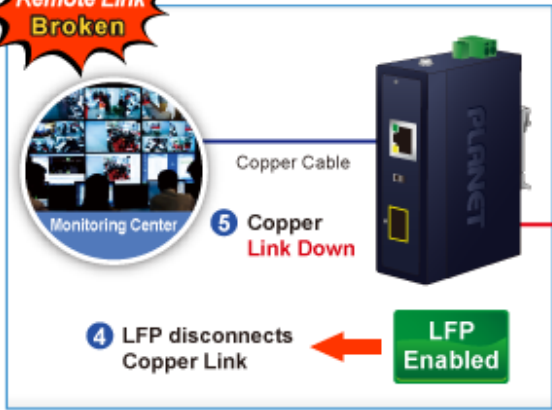 Remote Link
Broken
Copper Cable
PLANET
Monitoring Center
5 Copper
Link Down
4 LFP disconnects
Copper Link
LFP
Enabled